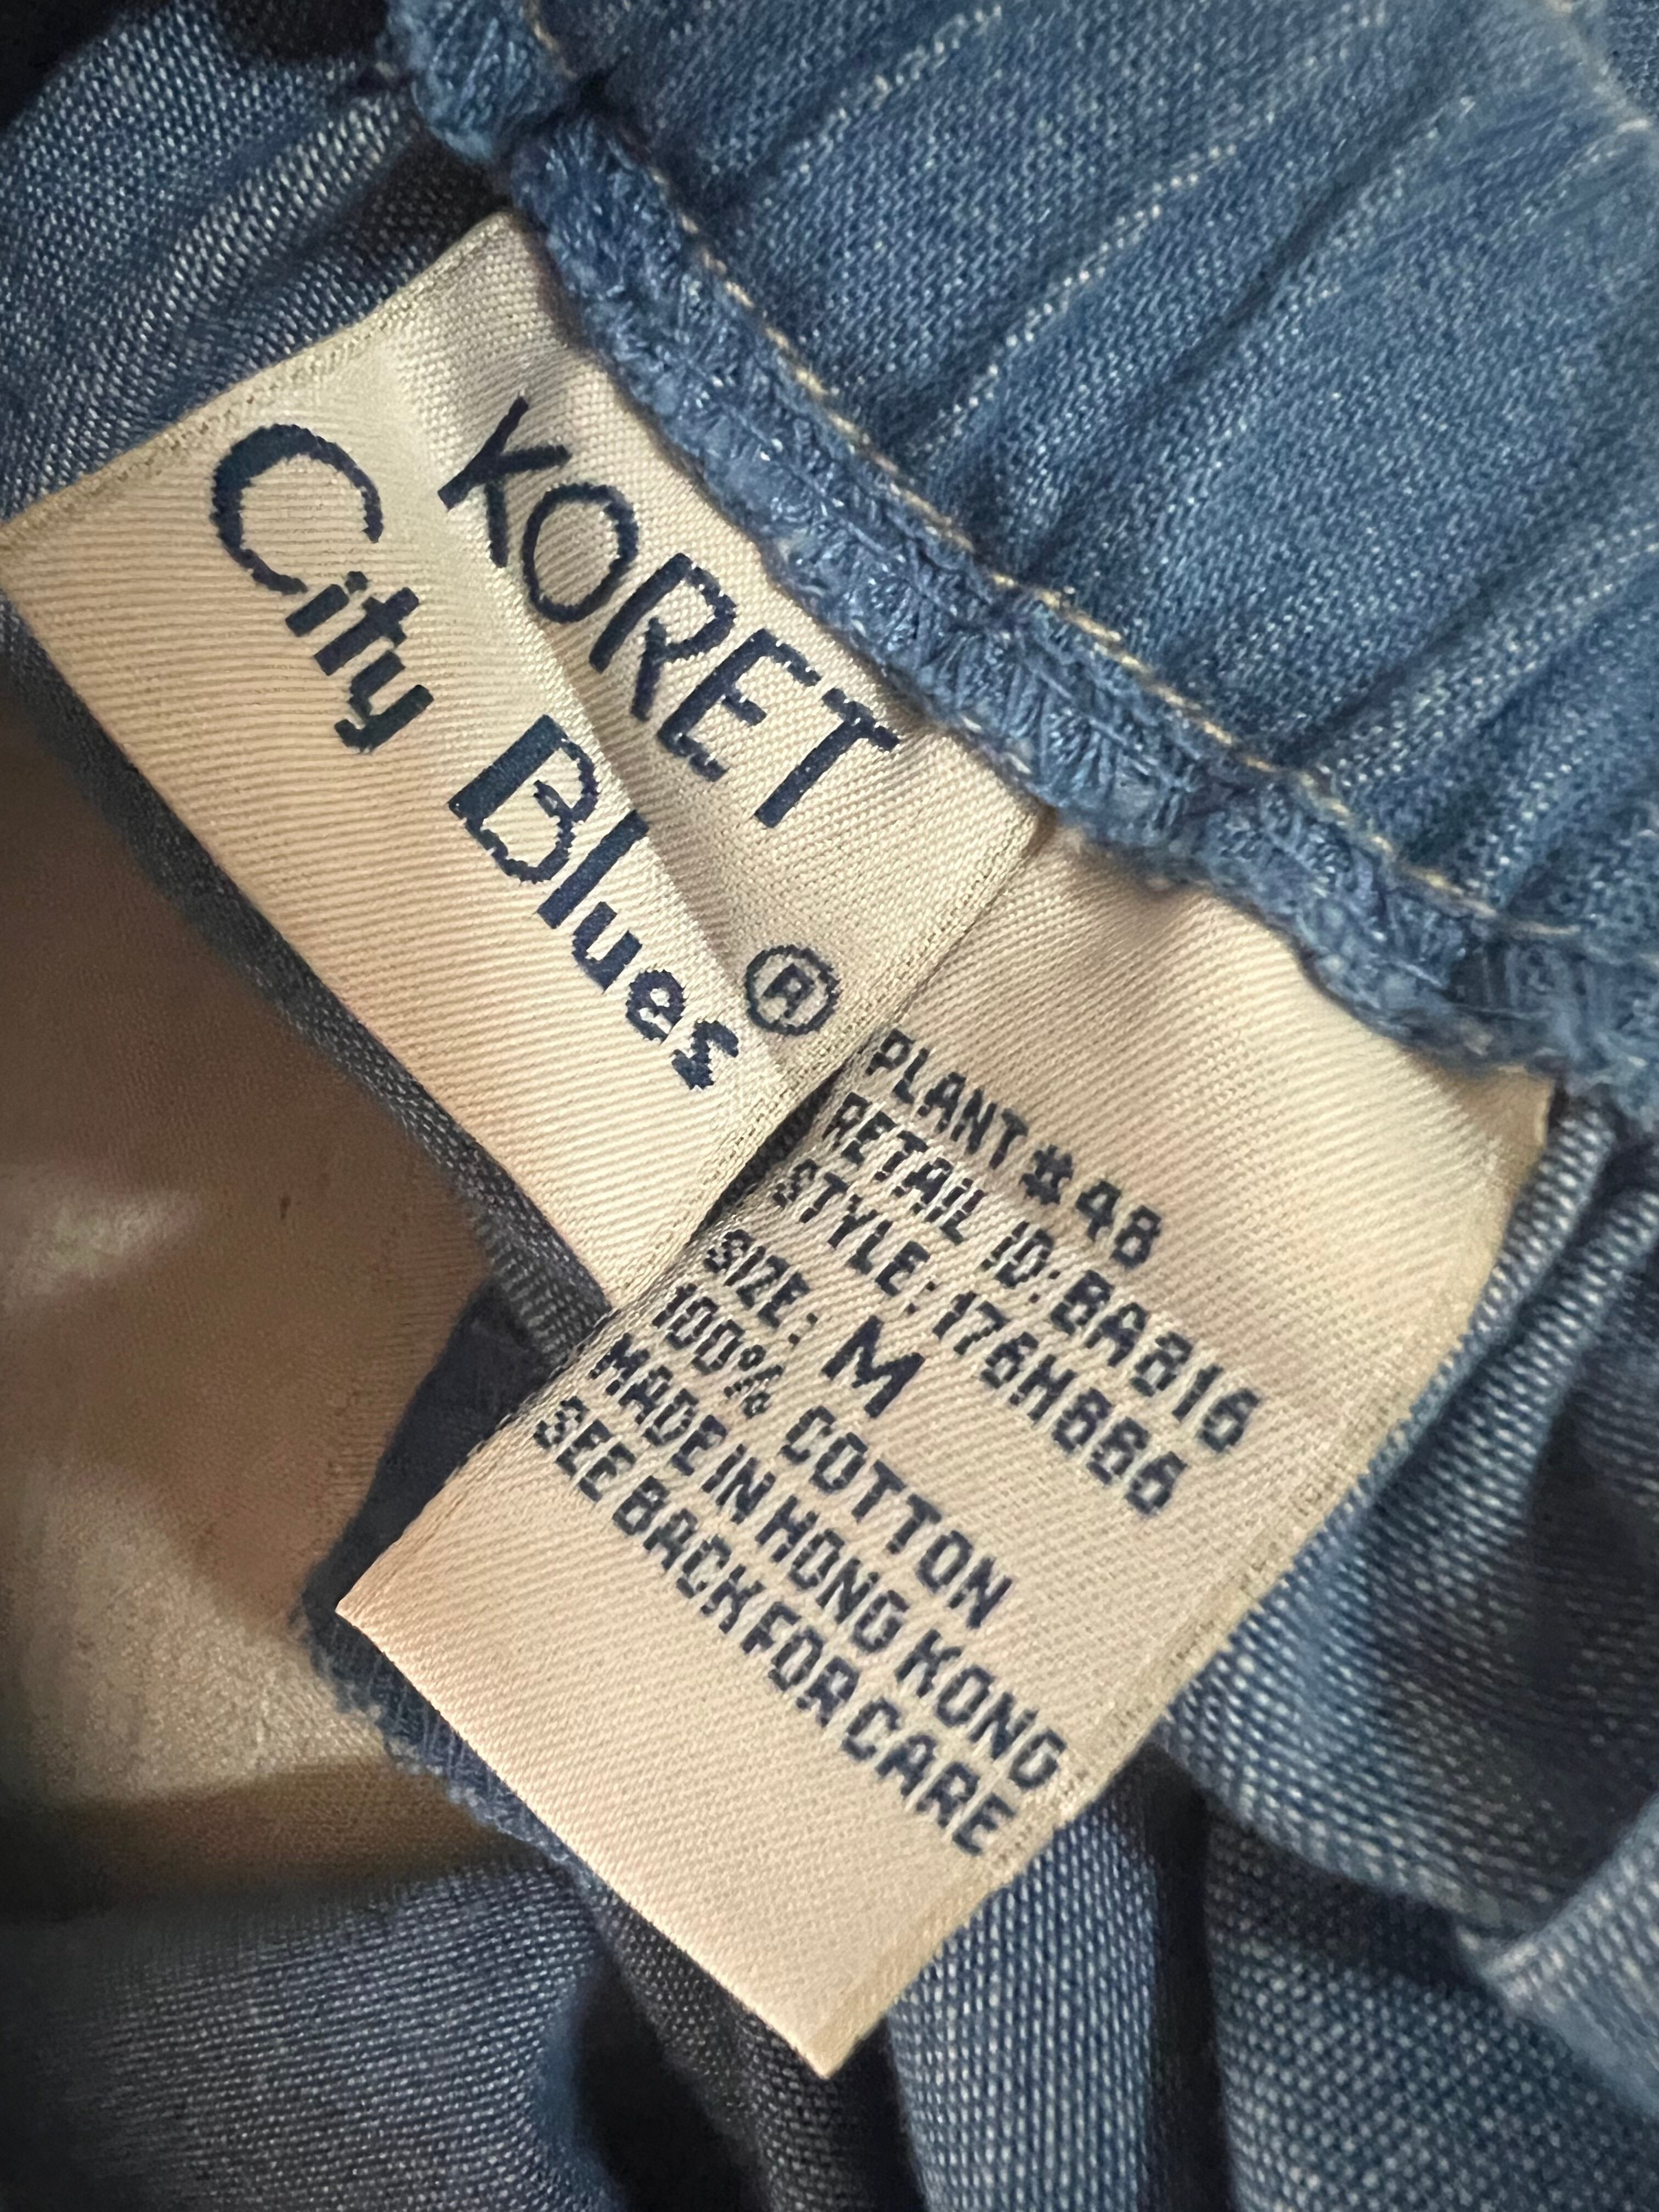 KORET
City Blues ®
PLANT #48
RETAIL ID: BA816
STYLE: 176H686
SIZE: M
100% COTTON
MADE IN HONG KONG
SEE BACK FOR CARE